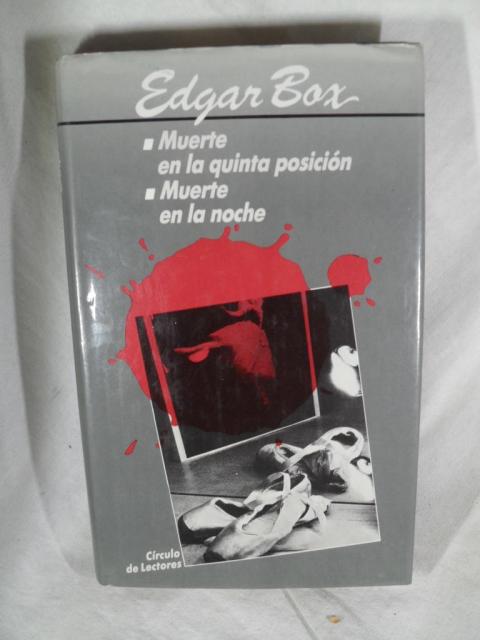 Edgar Box
Muerte
en la quinta posición
Muerte
en la noche
Círculo
de Lectores